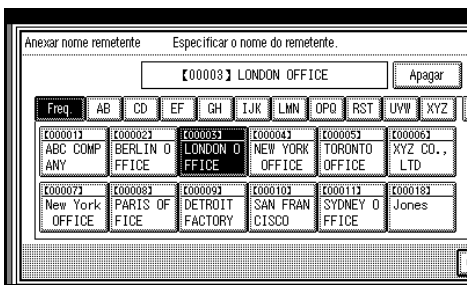 Anexar nome remetente Especificar o nome do remetente.
【00003】 LONDON OFFICE Apagar
Freq. AB CD EF GH IJK LMN OPQ RST UVW XYZ
【00001】 【00002】 【00003】 【00004】 【00005】 【00006】
ABC COMP BERLIN O LONDON O NEW YORK TORONTO XYZ CO.,
ANY FFICE FFICE OFFICE OFFICE LTD
【00007】 【00008】 【00009】 【00010】 【00011】 【00018】
New York PARIS OF DETROIT SAN FRAN SYDNEY O Jones
OFFICE FICE FACTORY CISCO FFICE